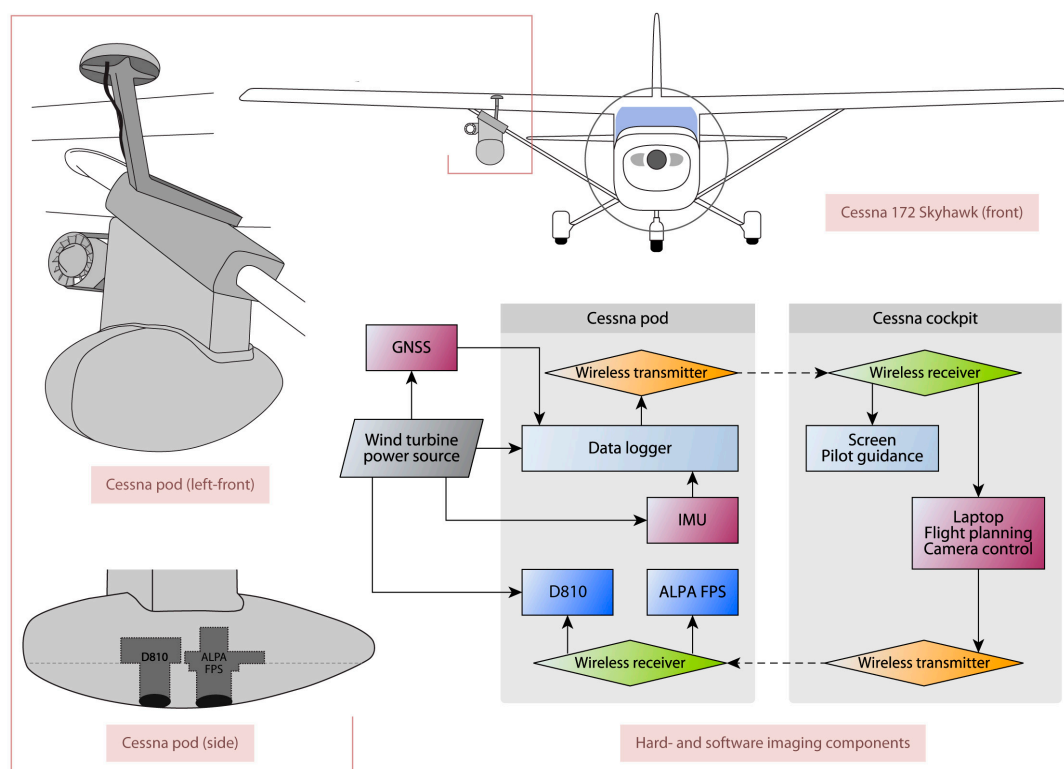 Cessna 172 Skyhawk (front)
Cessna pod (left-front)
D810
ALPA
FPS
Cessna pod (side)
Cessna pod
Cessna cockpit
GNSS
Wireless transmitter
Wireless receiver
Wind turbine
power source
Data logger
Screen
Pilot guidance
IMU
Laptop
Flight planning
Camera control
D810
ALPA FPS
Wireless receiver
Wireless transmitter
Hard- and software imaging components